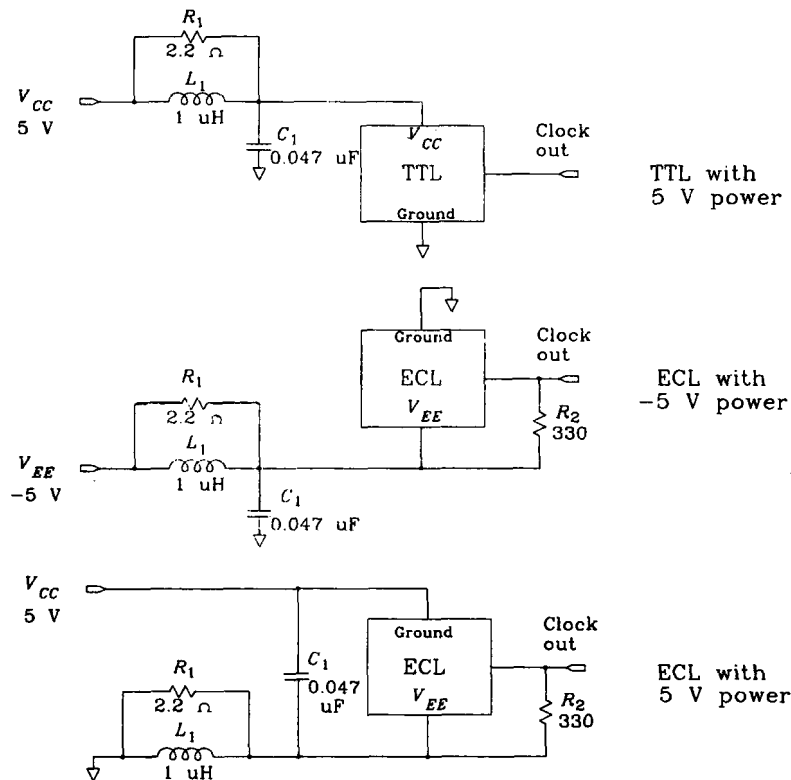 R1
2.2 Ω
L1
1 uH
VCC
5 V
C1
0.047 uF
VCC
TTL
Ground
Clock
out
TTL with
5 V power
Ground
ECL
VEE
Clock
out
R2
330
ECL with
-5 V power
R1
2.2 Ω
L1
1 uH
VEE
-5 V
C1
0.047 uF
VCC
5 V
C1
0.047
uF
Ground
ECL
VEE
Clock
out
R2
330
ECL with
5 V power
R1
2.2 Ω
L1
1 uH